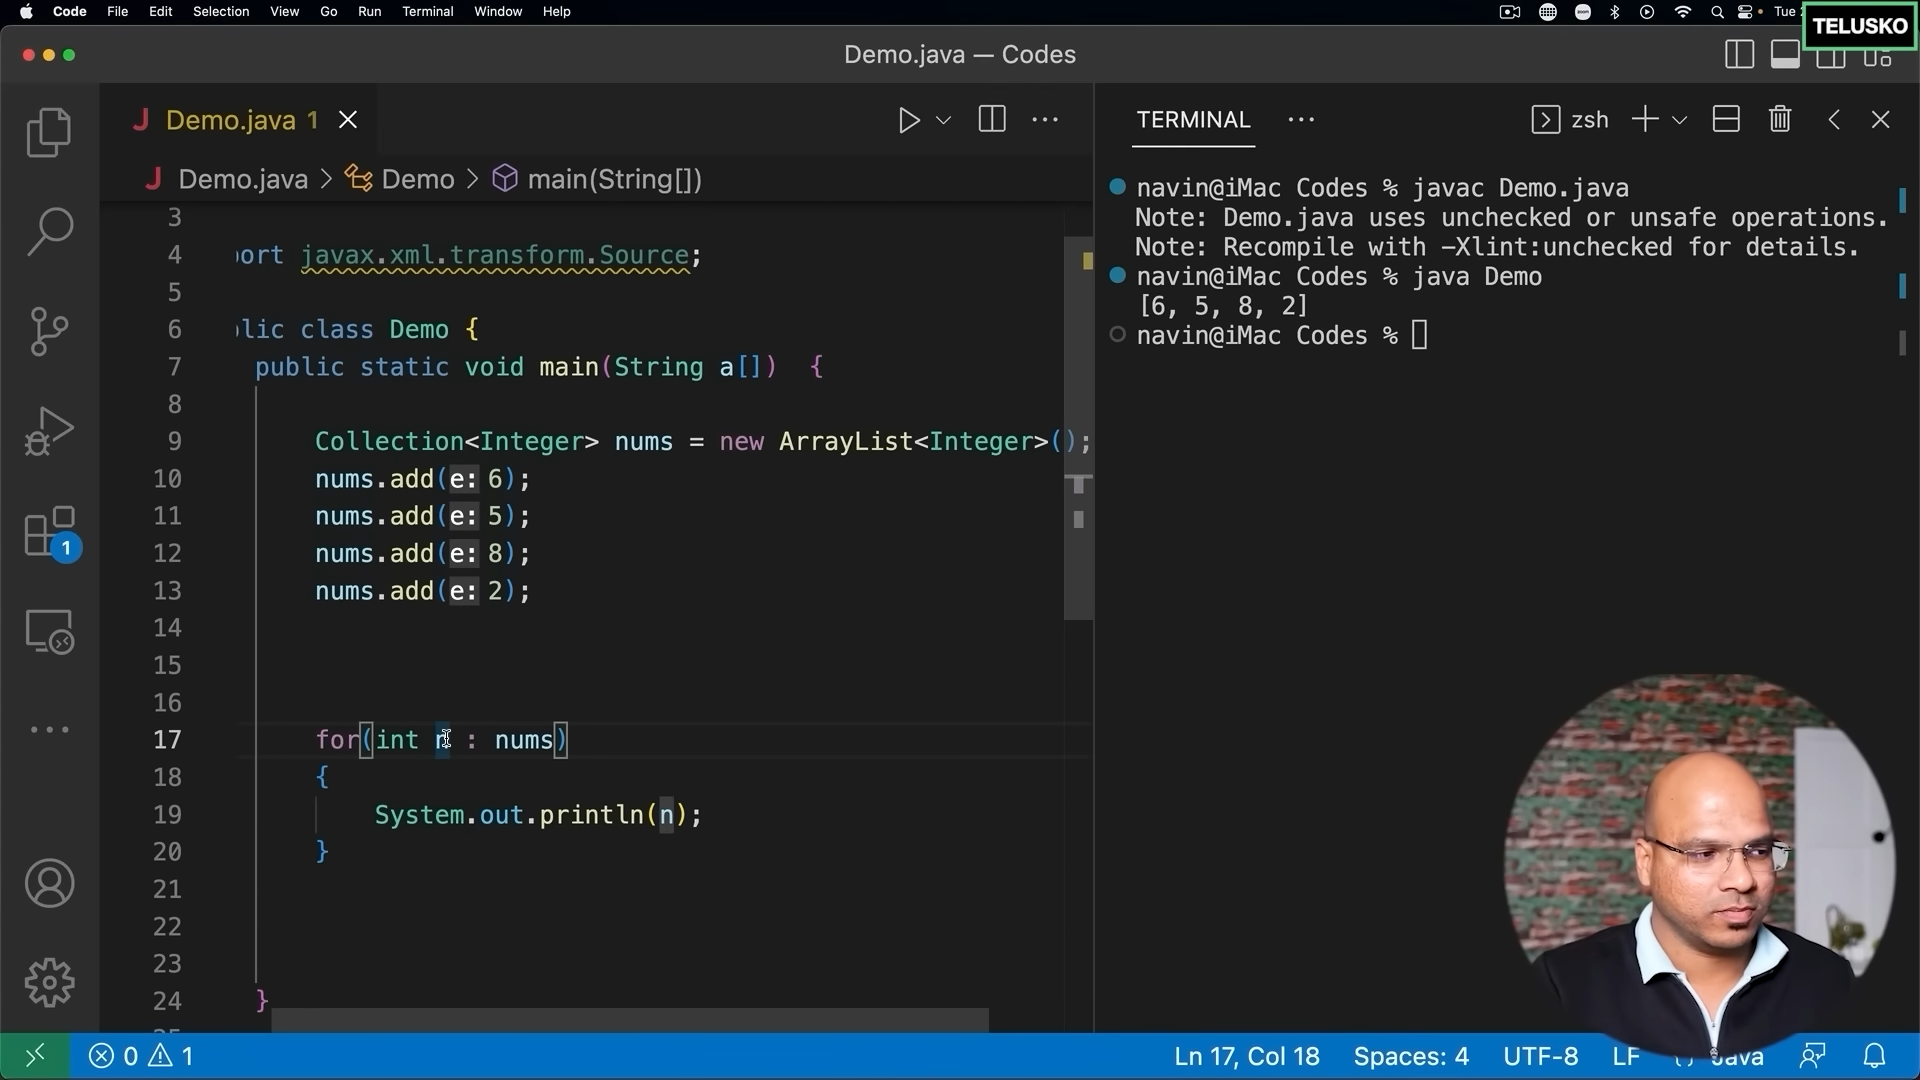 Code File Edit Selection View Go Run Terminal Window Help
Tue
TELUSKO
Demo.java — Codes
Demo.java 1
Demo.java > Demo > main(String[])
3
4 port javax.xml.transform.Source;
5
6 blic class Demo {
7 public static void main(String a[]) {
8
9 Collection<Integer> nums = new ArrayList<Integer>();
10 nums.add(e: 6);
11 nums.add(e: 5);
12 nums.add(e: 8);
13 nums.add(e: 2);
14
15
16
17 for(int n : nums)
18 {
19 System.out.println(n);
20 }
21
22
23
24 }
TERMINAL
zsh
navin@iMac Codes % javac Demo.java
Note: Demo.java uses unchecked or unsafe operations.
Note: Recompile with -Xlint:unchecked for details.
navin@iMac Codes % java Demo
[6, 5, 8, 2]
navin@iMac Codes %
1
0 1
Ln 17, Col 18 Spaces: 4 UTF-8 LF Java